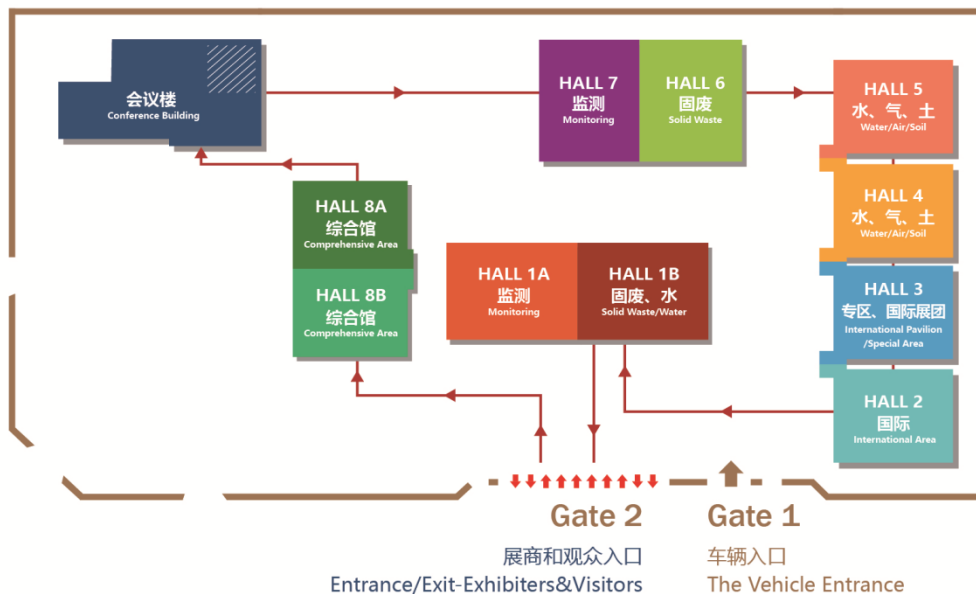 会议楼
Conference Building
HALL 7
监测
Monitoring
HALL 6
固废
Solid Waste
HALL 5
水、气、土
Water/Air/Soil
HALL 8A
综合馆
Comprehensive Area
HALL 4
水、气、土
Water/Air/Soil
HALL 8B
综合馆
Comprehensive Area
HALL 1A
监测
Monitoring
HALL 1B
固废、水
Solid Waste/Water
HALL 3
专区、国际展团
International Pavilion
/Special Area
HALL 2
国际
International Area
Gate 2
展商和观众入口
Entrance/Exit-Exhibiters&Visitors
Gate 1
车辆入口
The Vehicle Entrance